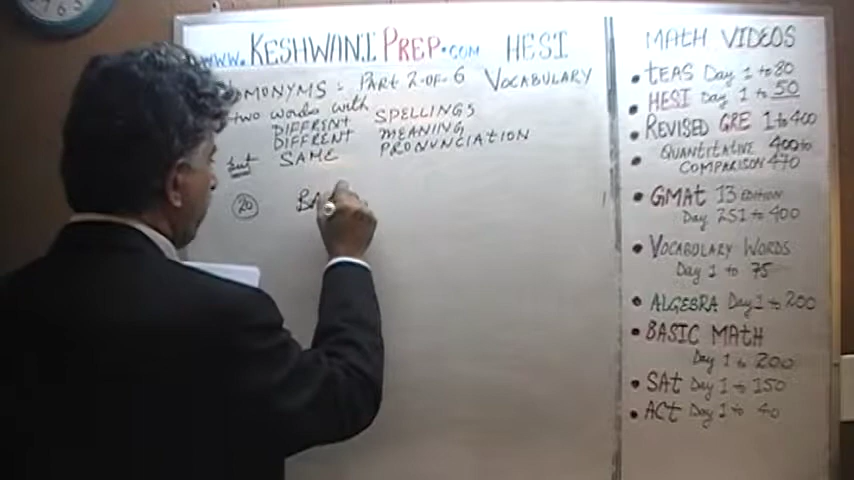 www.KESHWANIPREP.COM HESI
HOMONYMS: PART 2-OF-6 VOCABULARY
two words with
DIFFRENT SPELLINGS
DIFFRENT MEANING
but SAME PRONUNCIATION
20 BA
MATH VIDEOS
TEAS Day 1 to 80
HESI Day 1 to 50
REVISED GRE 1 to 400
QUANTITATIVE 400 to
COMPARISON 470
GMAT 13 EDITION
Day 251 to 400
VOCABULARY WORDS
Day 1 to 75
ALGEBRA Day 1 to 200
BASIC MATH
Day 1 to 200
SAT Day 1 to 150
ACT Day 1 to 40